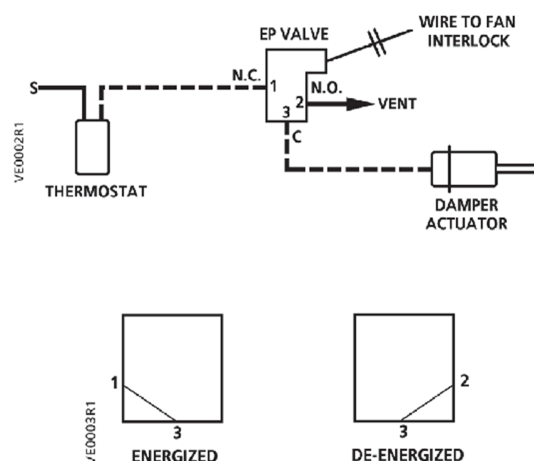 WIRE TO FAN
INTERLOCK
EP VALVE
N.C.
1
N.O.
2
VENT
3
C
S
THERMOSTAT
VE0002R1
DAMPER
ACTUATOR
1
3
ENERGIZED
VE0003R1
2
3
DE-ENERGIZED